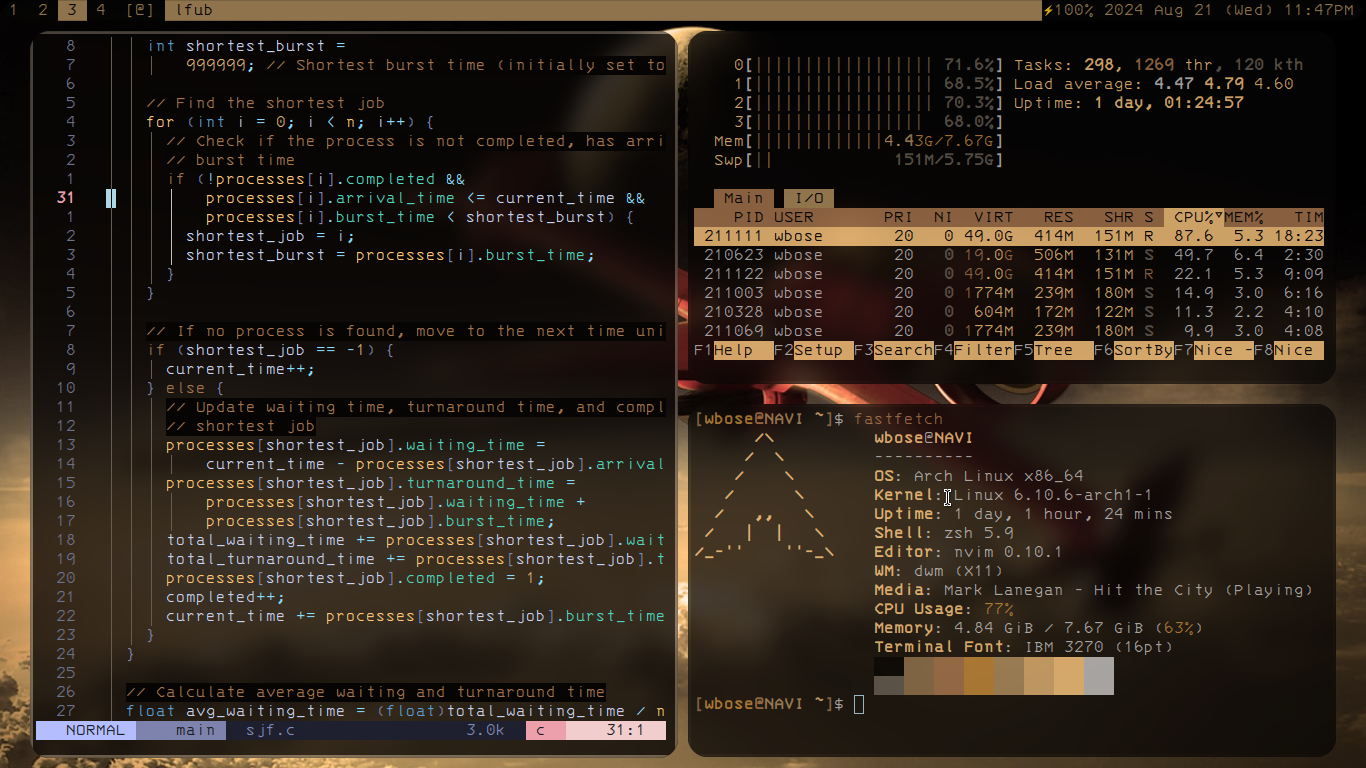 1 2 3 4 [@] lfub ⚡100% 2024 Aug 21 (Wed) 11:47PM
8 int shortest_burst =
7 999999; // Shortest burst time (initially set to
6
5 // Find the shortest job
4 for (int i = 0; i < n; i++) {
3 // Check if the process is not completed, has arri
2 // burst time
1 if (!processes[i].completed &&
31 processes[i].arrival_time <= current_time &&
1 processes[i].burst_time < shortest_burst) {
2 shortest_job = i;
3 shortest_burst = processes[i].burst_time;
4 }
5 }
6
7 // If no process is found, move to the next time uni
8 if (shortest_job == -1) {
9 current_time++;
10 } else {
11 // Update waiting time, turnaround time, and compl
12 // shortest job
13 processes[shortest_job].waiting_time =
14 current_time - processes[shortest_job].arrival
15 processes[shortest_job].turnaround_time =
16 processes[shortest_job].waiting_time +
17 processes[shortest_job].burst_time;
18 total_waiting_time += processes[shortest_job].wait
19 total_turnaround_time += processes[shortest_job].t
20 processes[shortest_job].completed = 1;
21 completed++;
22 current_time += processes[shortest_job].burst_time
23 }
24 }
25
26 // Calculate average waiting and turnaround time
27 float avg_waiting_time = (float)total_waiting_time / n
NORMAL main sjf.c 3.0k c 31:1
0[|||||||||||||||||| 71.6%] Tasks: 298, 1269 thr, 120 kth
1[|||||||||||||||||| 68.5%] Load average: 4.47 4.79 4.60
2[|||||||||||||||||| 70.3%] Uptime: 1 day, 01:24:57
3[||||||||||||||||| 68.0%]
Mem[|||||||||||||4.43G/7.67G]
Swp[|| 151M/5.75G]
Main I/O
PID USER PRI NI VIRT RES SHR S CPU%▽MEM% TIM
211111 wbose 20 0 49.0G 414M 151M R 87.6 5.3 18:23
210623 wbose 20 0 19.0G 506M 131M S 49.7 6.4 2:30
211122 wbose 20 0 49.0G 414M 151M R 22.1 5.3 9:09
211003 wbose 20 0 1774M 239M 180M S 14.9 3.0 6:16
210328 wbose 20 0 604M 172M 122M S 11.3 2.2 4:10
211069 wbose 20 0 1774M 239M 180M S 9.9 3.0 4:08
F1Help F2Setup F3SearchF4FilterF5Tree F6SortByF7Nice -F8Nice
[wbose@NAVI ~]$ fastfetch
wbose@NAVI
----------
OS: Arch Linux x86_64
Kernel: Linux 6.10.6-arch1-1
Uptime: 1 day, 1 hour, 24 mins
Shell: zsh 5.9
Editor: nvim 0.10.1
WM: dwm (X11)
Media: Mark Lanegan - Hit the City (Playing)
CPU Usage: 77%
Memory: 4.84 GiB / 7.67 GiB (63%)
Terminal Font: IBM 3270 (16pt)
[wbose@NAVI ~]$